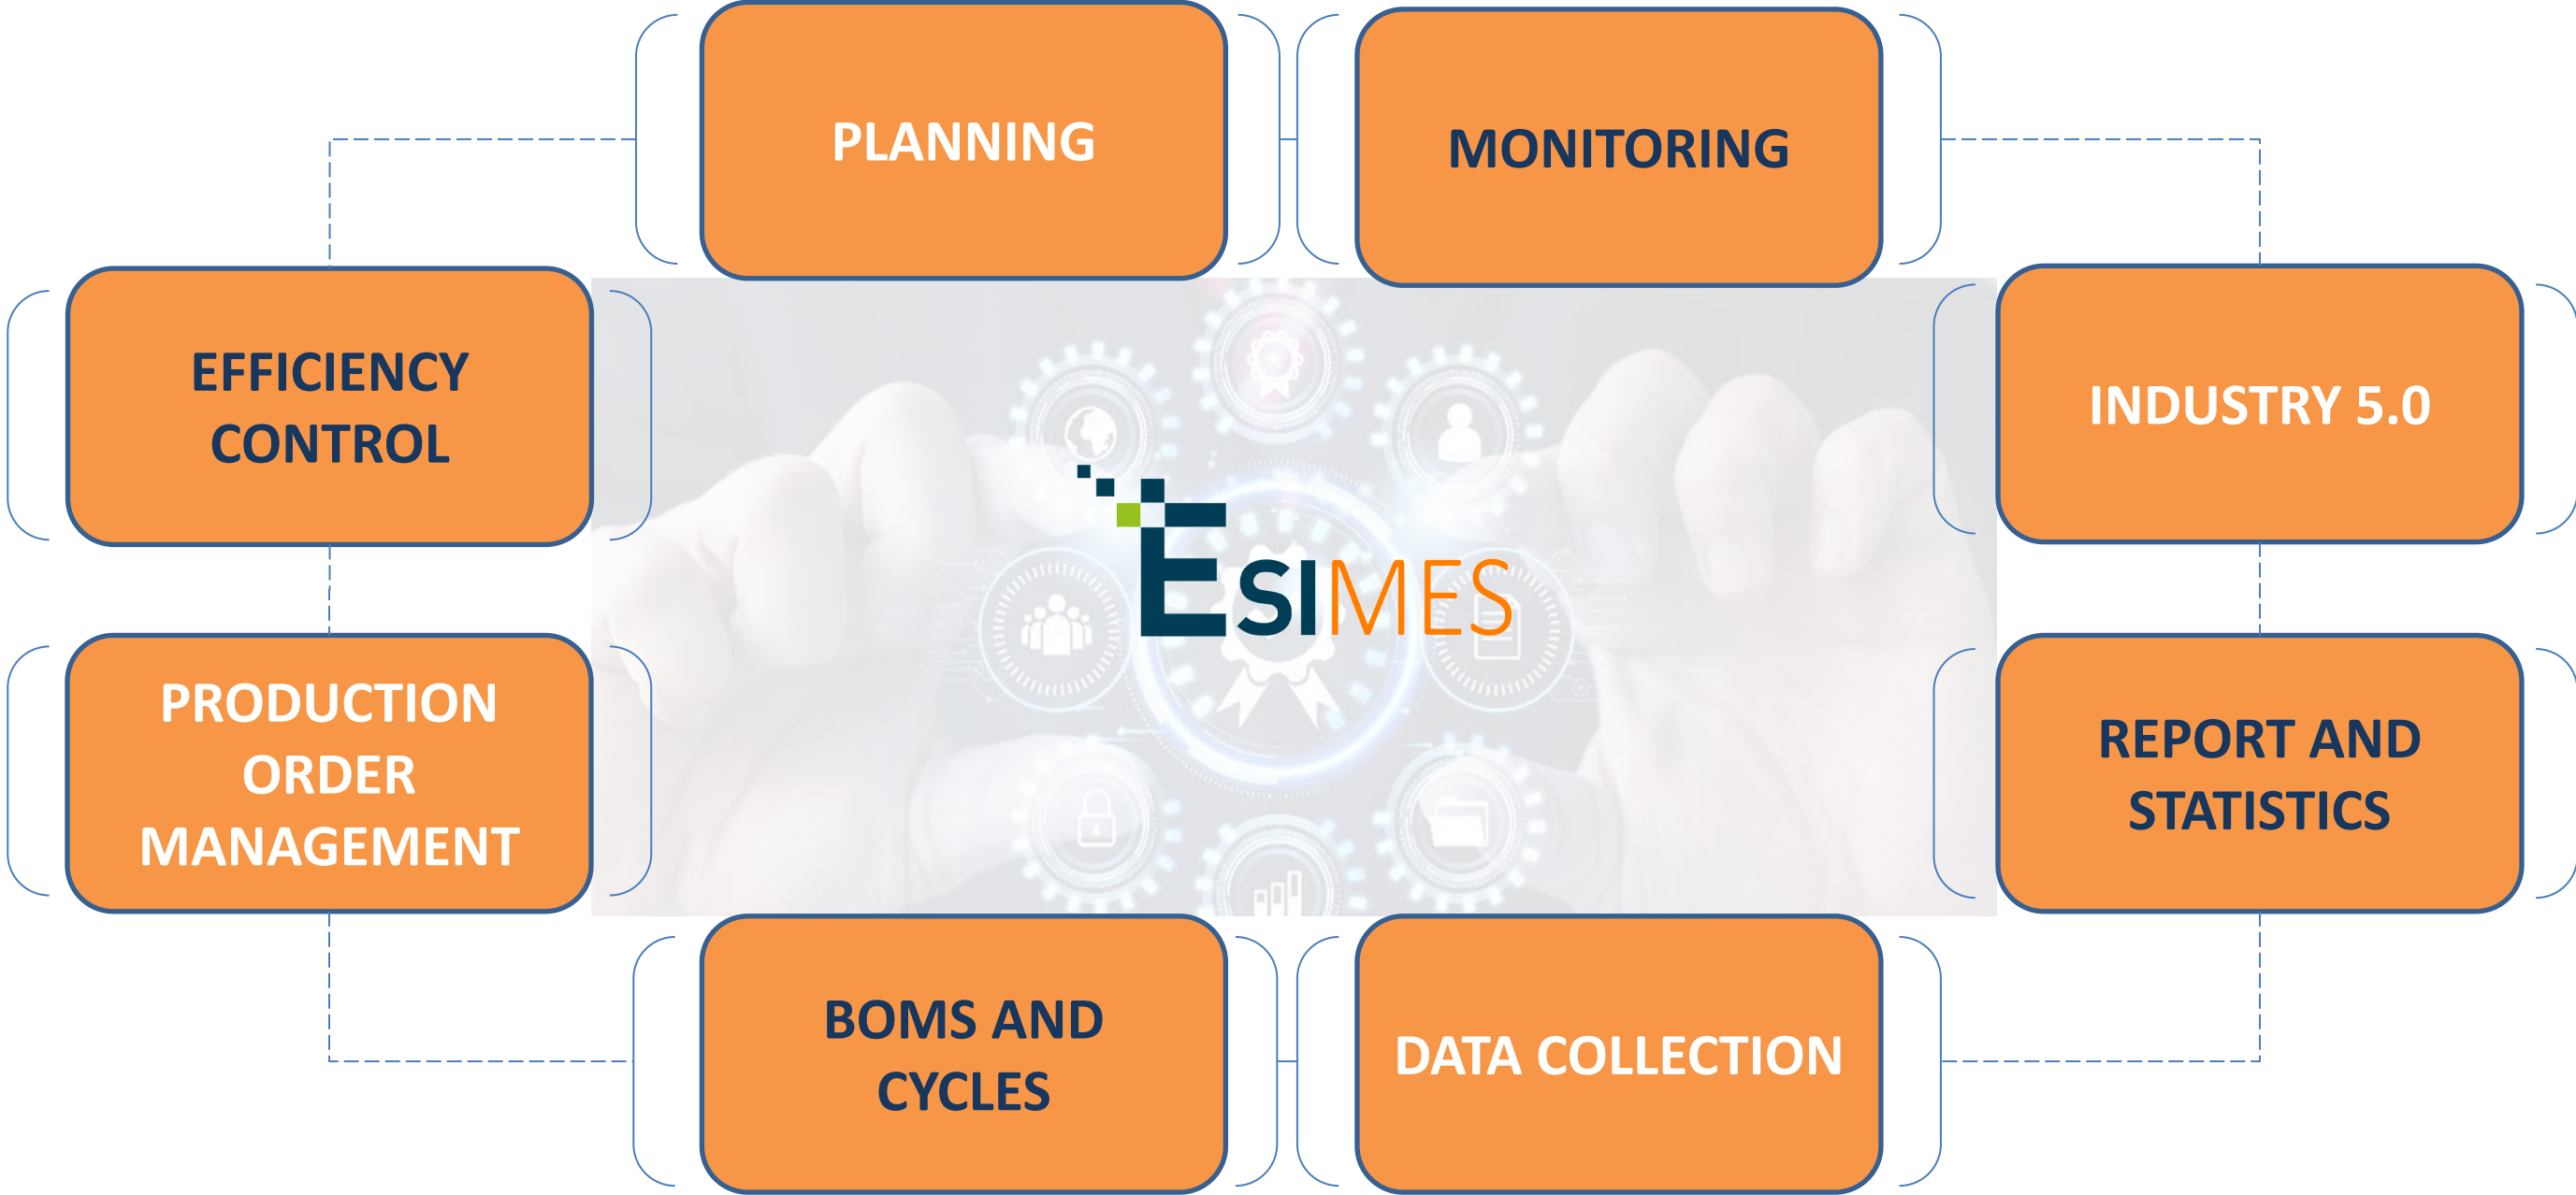 PLANNING
MONITORING
EFFICIENCY
CONTROL
INDUSTRY 5.0
ESIMES
PRODUCTION
ORDER
MANAGEMENT
REPORT AND
STATISTICS
BOMS AND
CYCLES
DATA COLLECTION